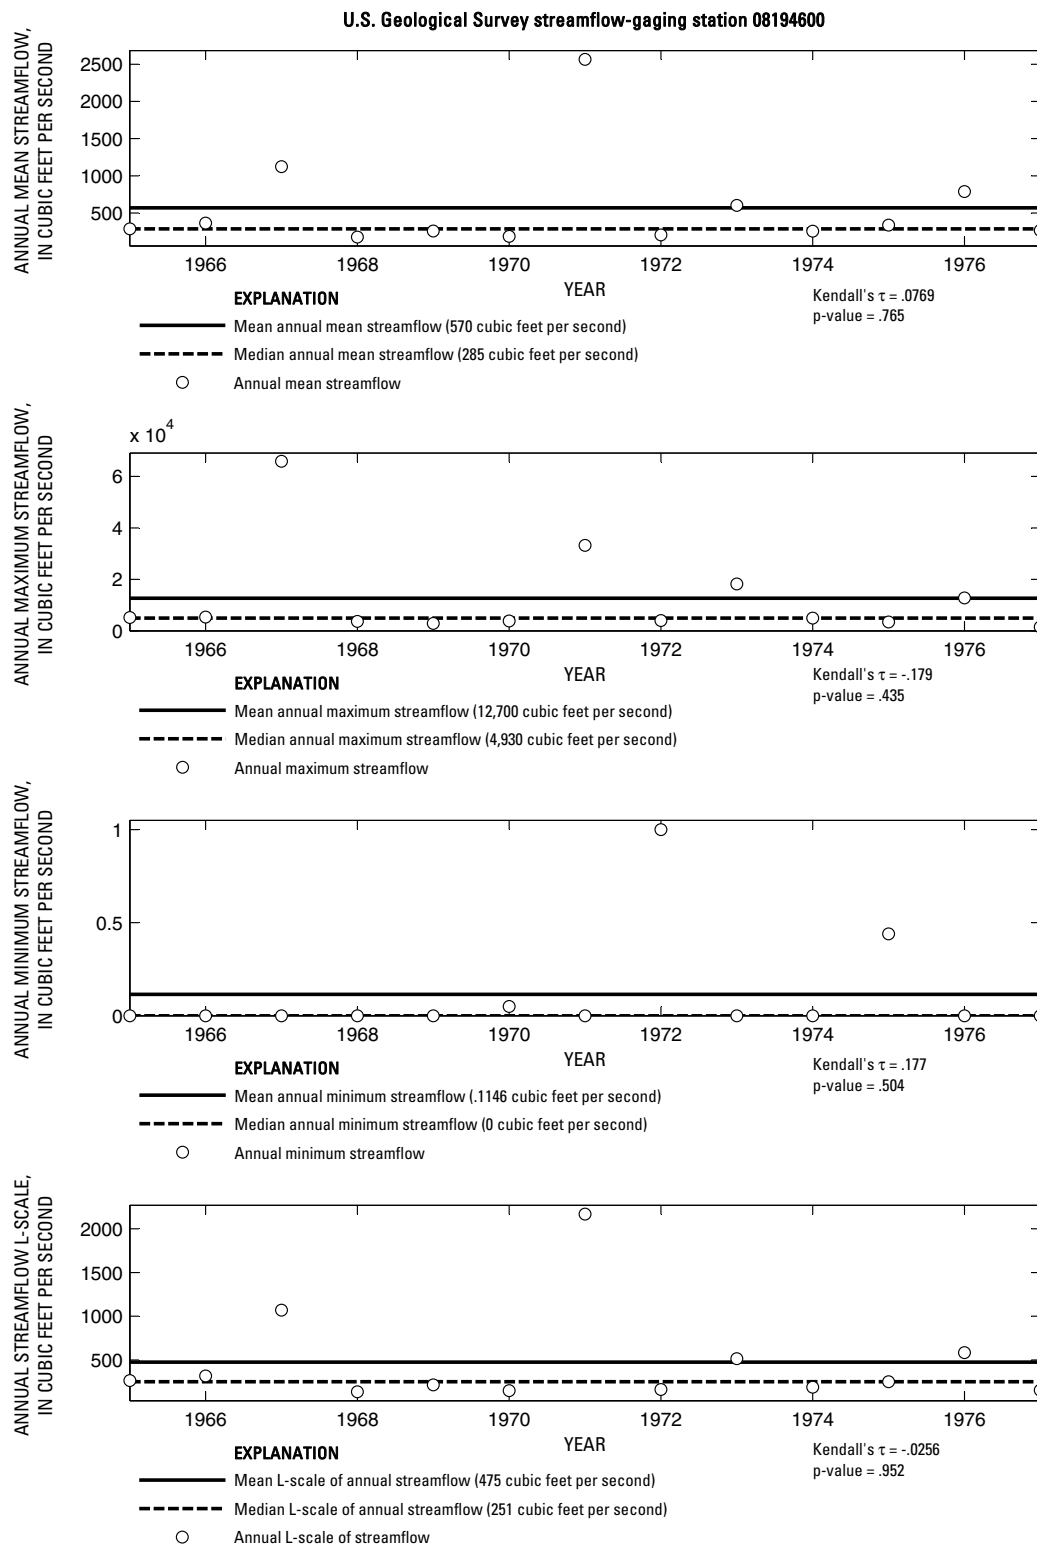 U.S. Geological Survey streamflow-gaging station 08194600
ANNUAL MEAN STREAMFLOW,
IN CUBIC FEET PER SECOND
2500
2000
1500
1000
500
1966 1968 1970 1972 1974 1976
YEAR
Kendall's τ = .0769
p-value = .765
EXPLANATION
Mean annual mean streamflow (570 cubic feet per second)
Median annual mean streamflow (285 cubic feet per second)
Annual mean streamflow
ANNUAL MAXIMUM STREAMFLOW,
IN CUBIC FEET PER SECOND
x 10^4
6
4
2
0
1966 1968 1970 1972 1974 1976
YEAR
Kendall's τ = -.179
p-value = .435
EXPLANATION
Mean annual maximum streamflow (12,700 cubic feet per second)
Median annual maximum streamflow (4,930 cubic feet per second)
Annual maximum streamflow
ANNUAL MINIMUM STREAMFLOW,
IN CUBIC FEET PER SECOND
1
0.5
0
1966 1968 1970 1972 1974 1976
YEAR
Kendall's τ = .177
p-value = .504
EXPLANATION
Mean annual minimum streamflow (.1146 cubic feet per second)
Median annual minimum streamflow (0 cubic feet per second)
Annual minimum streamflow
ANNUAL STREAMFLOW L-SCALE,
IN CUBIC FEET PER SECOND
2000
1500
1000
500
1966 1968 1970 1972 1974 1976
YEAR
Kendall's τ = -.0256
p-value = .952
EXPLANATION
Mean L-scale of annual streamflow (475 cubic feet per second)
Median L-scale of annual streamflow (251 cubic feet per second)
Annual L-scale of streamflow